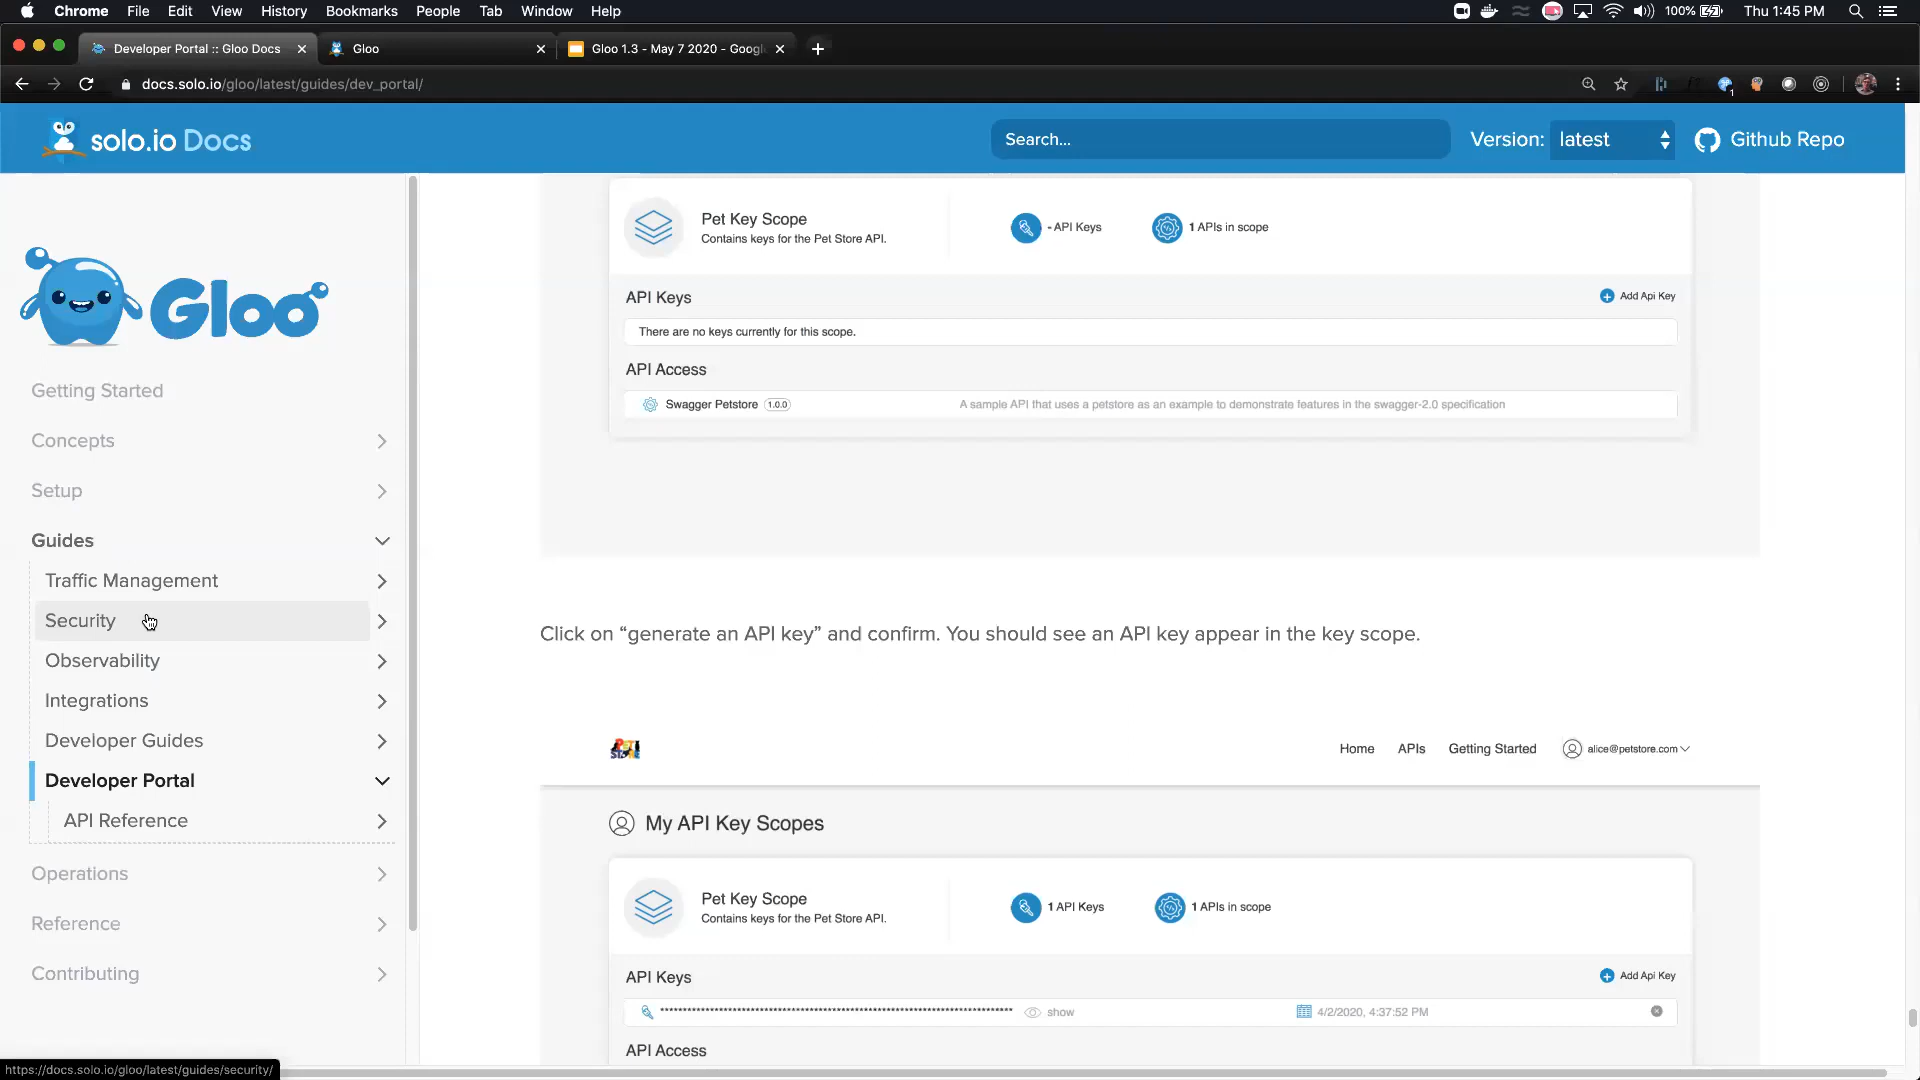 Chrome File Edit View History Bookmarks People Tab Window Help 100% Thu 1:45 PM
Developer Portal :: Gloo Docs Gloo Gloo 1.3 - May 7 2020 - Googl
docs.solo.io/gloo/latest/guides/dev_portal/
solo.io Docs Search... Version: latest Github Repo
Gloo
Getting Started
Concepts
Setup
Guides
Traffic Management
Security
Observability
Integrations
Developer Guides
Developer Portal
API Reference
Operations
Reference
Contributing
https://docs.solo.io/gloo/latest/guides/security/
Pet Key Scope
Contains keys for the Pet Store API.
- API Keys
1 APIs in scope
API Keys
Add Api Key
There are no keys currently for this scope.
API Access
Swagger Petstore 1.0.0 A sample API that uses a petstore as an example to demonstrate features in the swagger-2.0 specification
Click on “generate an API key” and confirm. You should see an API key appear in the key scope.
PET STORE
Home APIs Getting Started alice@petstore.com
My API Key Scopes
Pet Key Scope
Contains keys for the Pet Store API.
1 API Keys
1 APIs in scope
API Keys
Add Api Key
show 4/2/2020, 4:37:52 PM
API Access